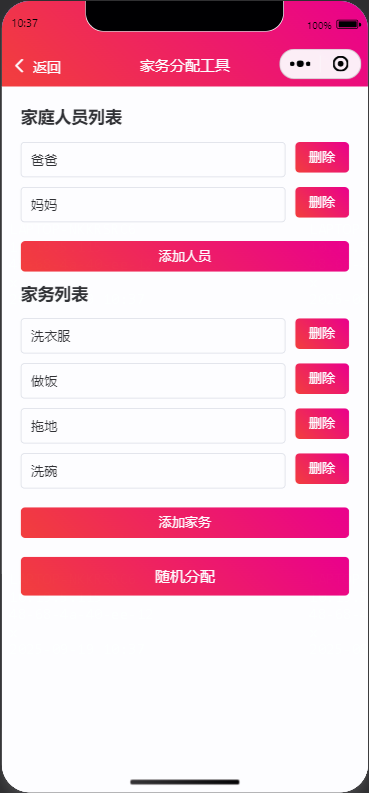 10:37
100%
返回
家务分配工具
家庭人员列表
爸爸
删除
妈妈
删除
添加人员
家务列表
洗衣服
删除
做饭
删除
拖地
删除
洗碗
删除
添加家务
随机分配